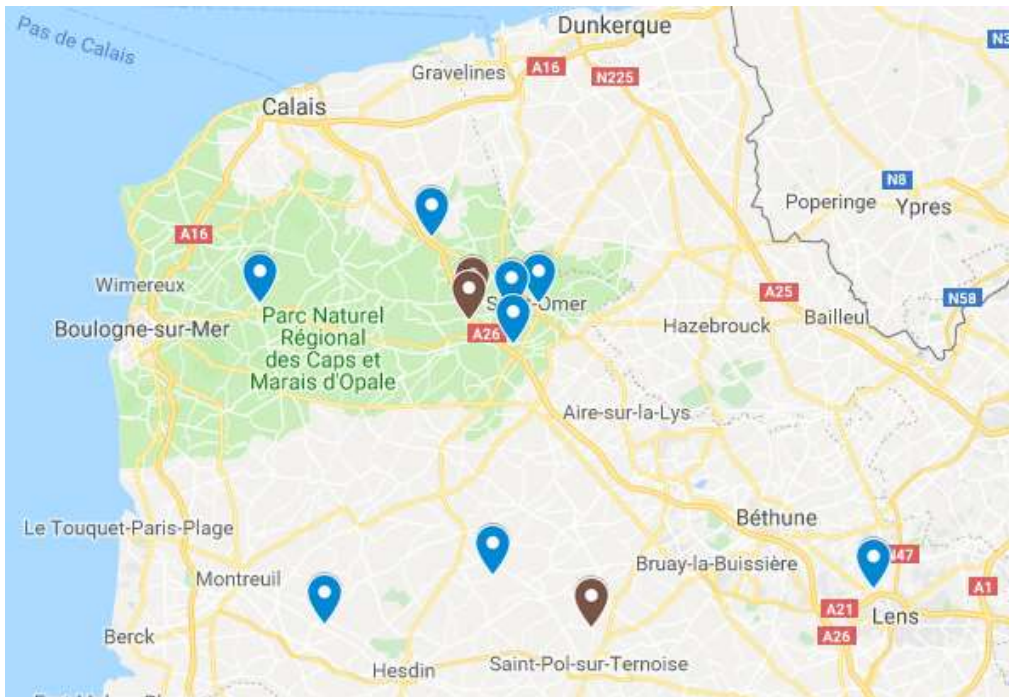 Pas de Calais
Dunkerque
N3
Gravelines
A16
N225
Calais
N8
Poperinge
Ypres
A16
Wimereux
A25
N58
Boulogne-sur-Mer
Parc Naturel
Régional
des Caps et
Marais d'Opale
A26
Hazebrouck
Bailleul
Aire-sur-la-Lys
Le Touquet-Paris-Plage
Béthune
N47
Montreuil
Bruay-la-Buissière
A1
A21
Lens
Berck
A26
Hesdin
Saint-Pol-sur-Ternoise